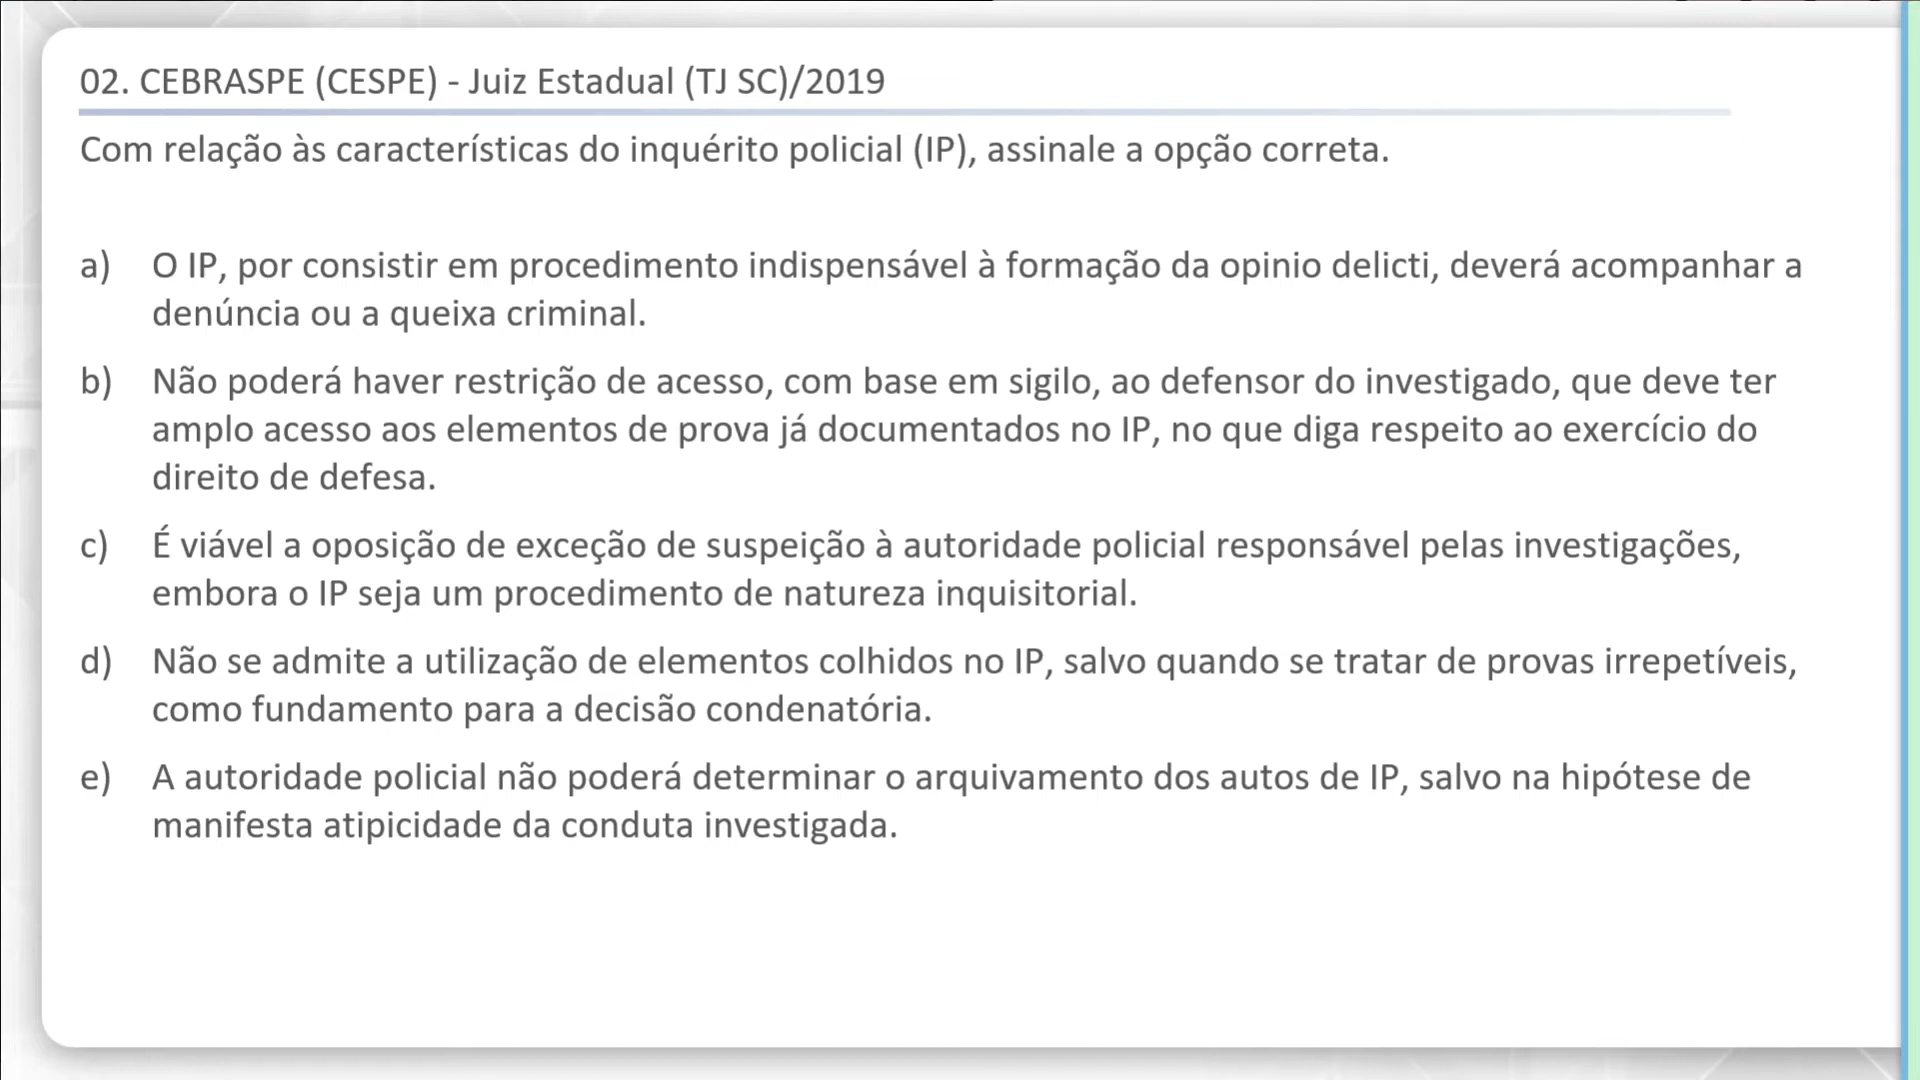 02. CEBRASPE (CESPE) - Juiz Estadual (TJ SC)/2019
Com relação às características do inquérito policial (IP), assinale a opção correta.
a) O IP, por consistir em procedimento indispensável à formação da opinio delicti, deverá acompanhar a
denúncia ou a queixa criminal.
b) Não poderá haver restrição de acesso, com base em sigilo, ao defensor do investigado, que deve ter
amplo acesso aos elementos de prova já documentados no IP, no que diga respeito ao exercício do
direito de defesa.
c) É viável a oposição de exceção de suspeição à autoridade policial responsável pelas investigações,
embora o IP seja um procedimento de natureza inquisitorial.
d) Não se admite a utilização de elementos colhidos no IP, salvo quando se tratar de provas irrepetíveis,
como fundamento para a decisão condenatória.
e) A autoridade policial não poderá determinar o arquivamento dos autos de IP, salvo na hipótese de
manifesta atipicidade da conduta investigada.